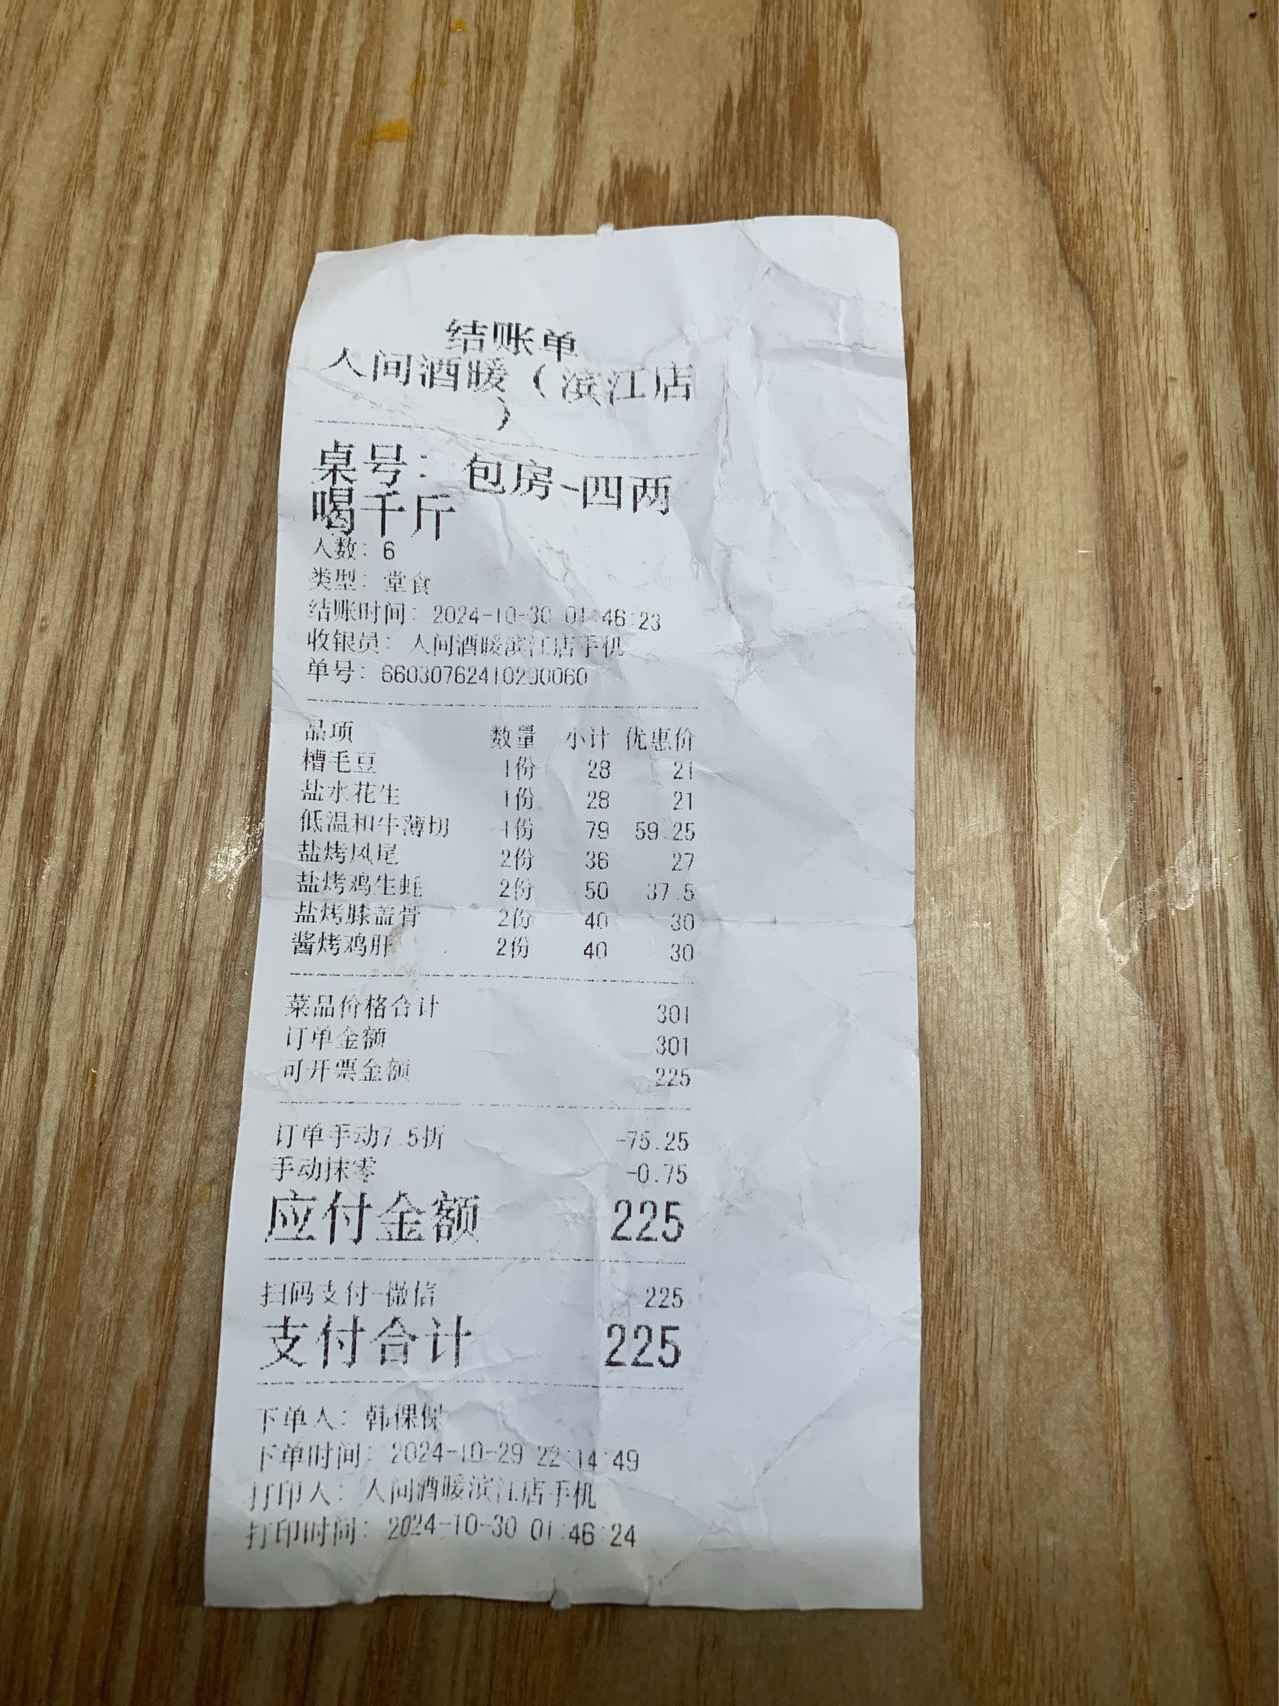 结账单
人间酒暖（滨江店
）
桌号：包房-四两
喝千斤
人数：6
类型：堂食
结账时间：2024-10-30 01:46:23
收银员：人间酒暖滨江店手机
单号：66030762410290060
品项 数量 小计 优惠价
糟毛豆 1份 28 21
盐水花生 1份 28 21
低温和牛薄切 1份 79 59.25
盐烤凤尾 2份 36 27
盐烤鸡生蚝 2份 50 37.5
盐烤膝盖骨 2份 40 30
酱烤鸡肝 2份 40 30
菜品价格合计 301
订单金额 301
可开票金额 225
订单手动7.5折 -75.25
手动抹零 -0.75
应付金额 225
扫码支付-微信 225
支付合计 225
下单人：韩
下单时间：2024-10-29 22:14:49
打印人：人间酒暖滨江店手机
打印时间：2024-10-30 01:46:24